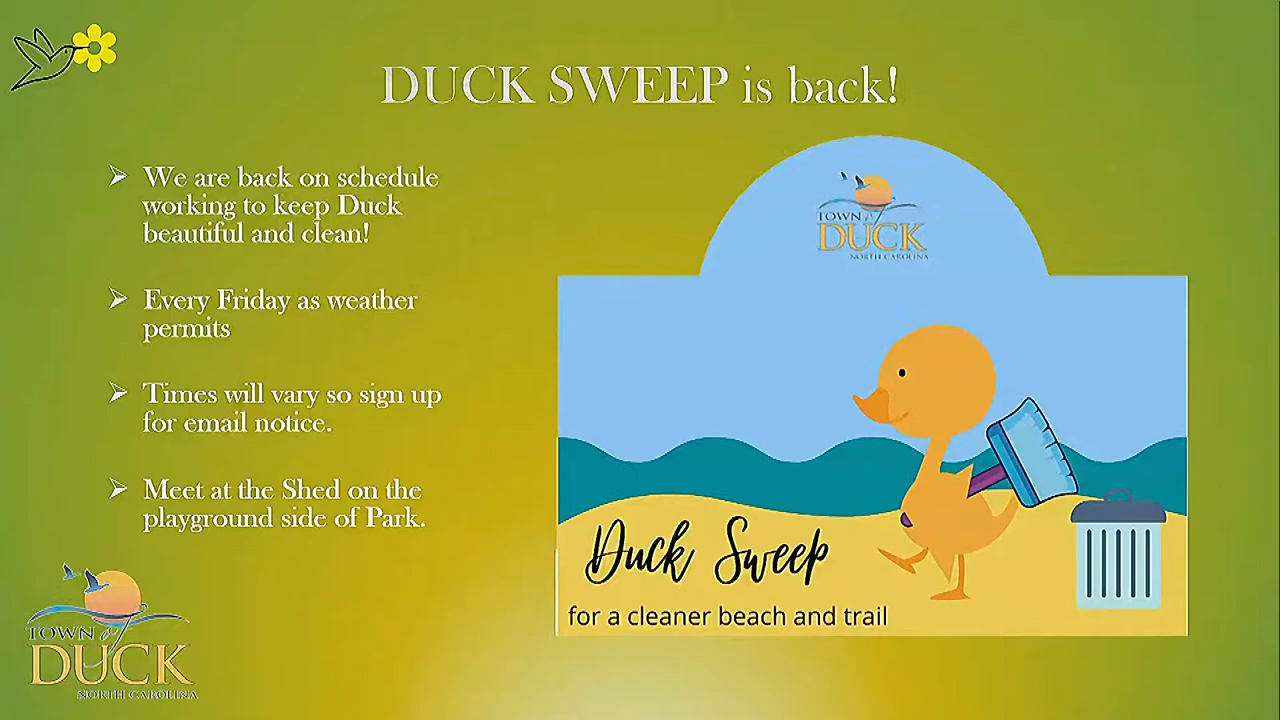 DUCK SWEEP is back!
We are back on schedule
working to keep Duck
beautiful and clean!
Every Friday as weather
permits
Times will vary so sign up
for email notice.
Meet at the Shed on the
playground side of Park.
TOWN of
DUCK
NORTH CAROLINA
Duck Sweep
for a cleaner beach and trail
TOWN of
DUCK
NORTH CAROLINA